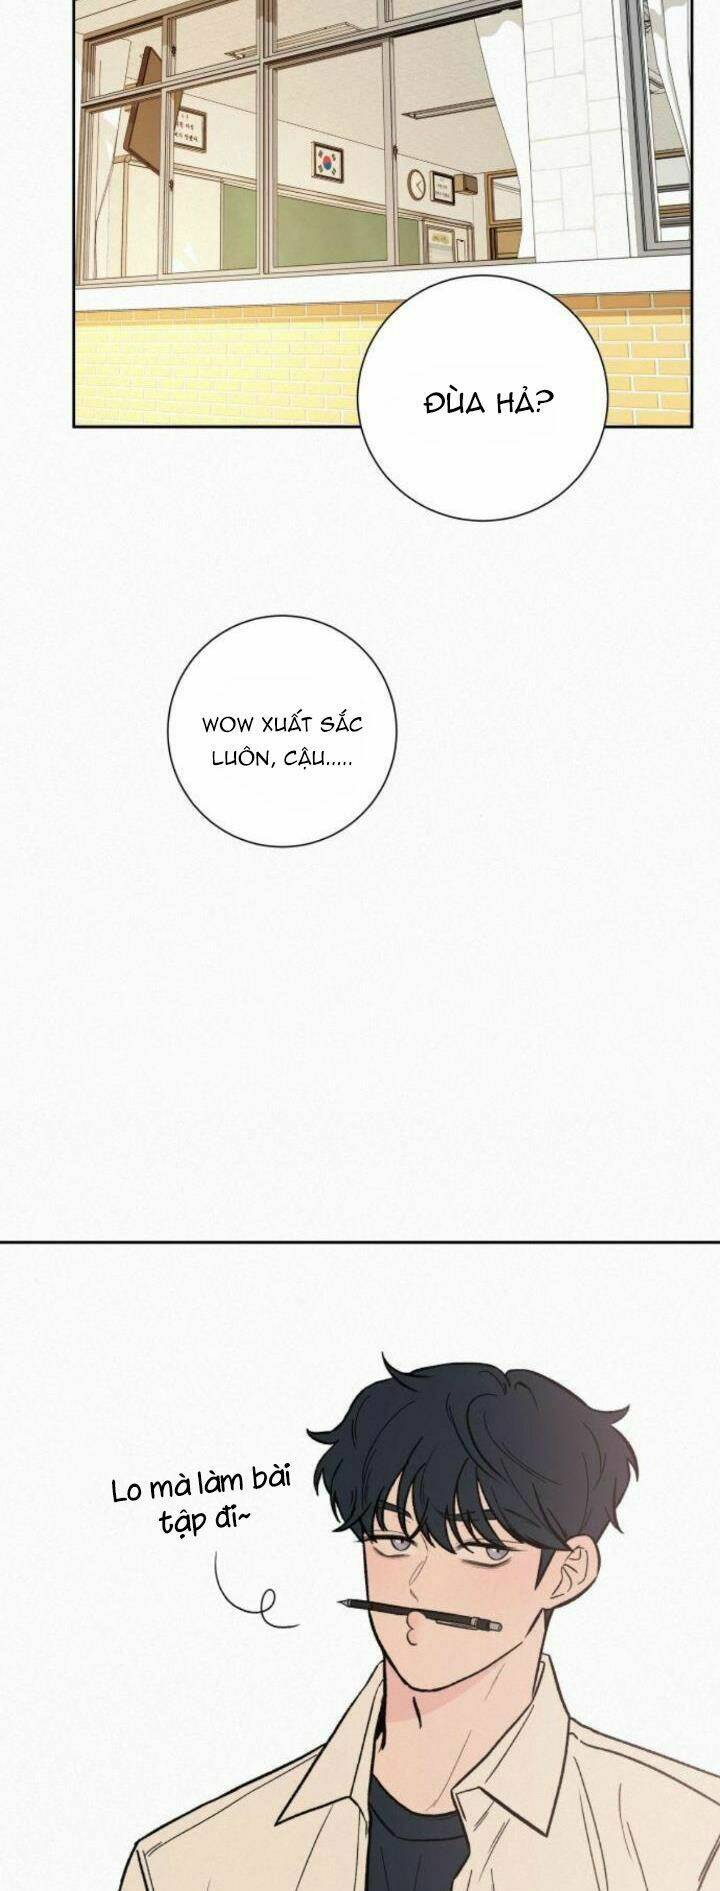 ĐÙA HẢ?
WOW XUẤT SẮC
LUÔN, CẬU.....
Lo mà làm bài
tập đi~